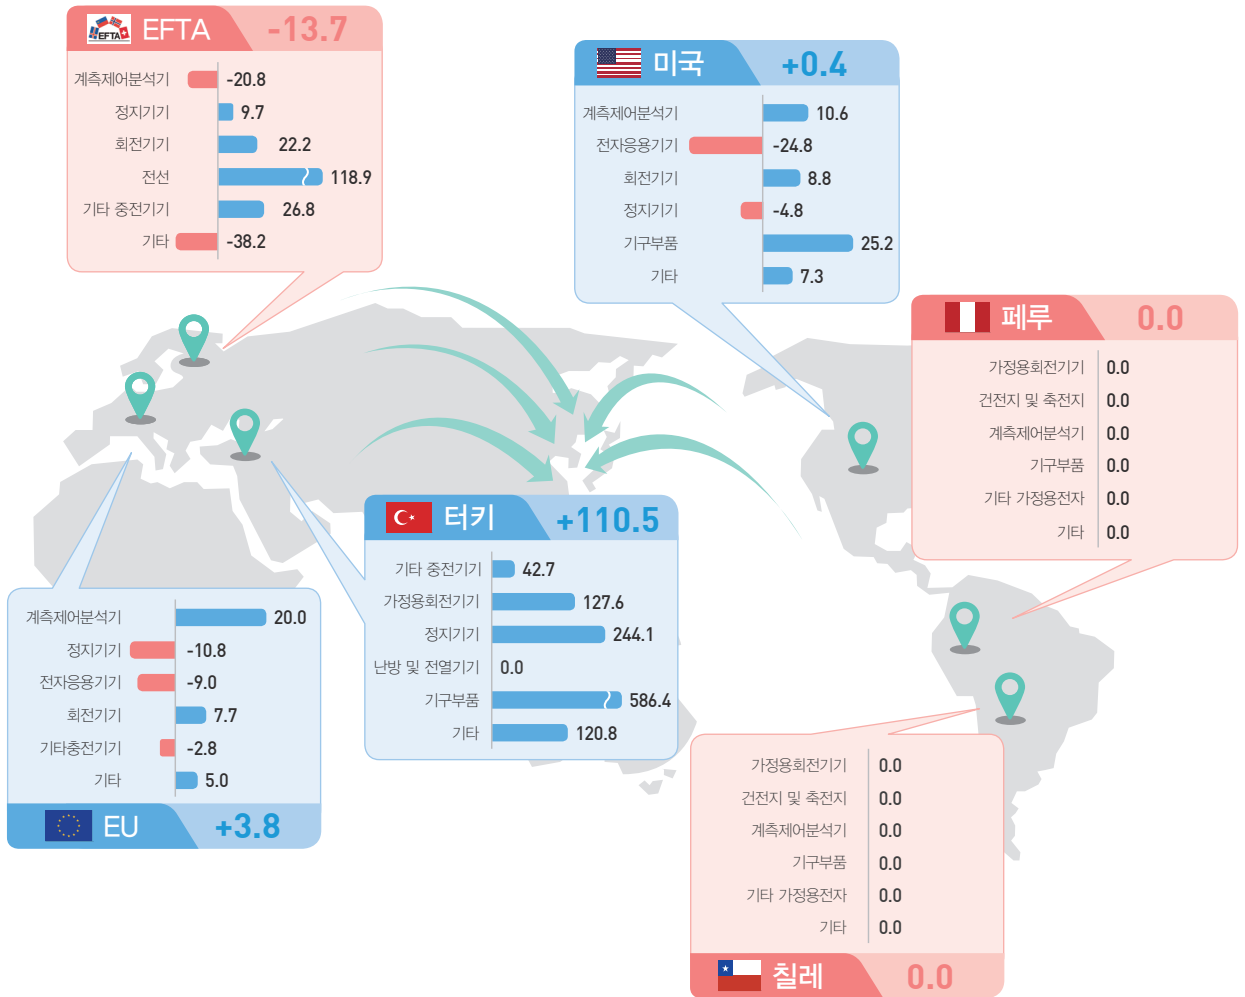 EFTA
EFTA -13.7
계측제어분석기 -20.8
정지기기 9.7
회전기기 22.2
전선 118.9
기타 중전기기 26.8
기타 -38.2
미국 +0.4
계측제어분석기 10.6
전자응용기기 -24.8
회전기기 8.8
정지기기 -4.8
기구부품 25.2
기타 7.3
페루 0.0
가정용회전기기 0.0
건전지 및 축전지 0.0
계측제어분석기 0.0
기구부품 0.0
기타 가정용전자 0.0
기타 0.0
터키 +110.5
기타 중전기기 42.7
가정용회전기기 127.6
정지기기 244.1
난방 및 전열기기 0.0
기구부품 586.4
기타 120.8
계측제어분석기 20.0
정지기기 -10.8
전자응용기기 -9.0
회전기기 7.7
기타충전기기 -2.8
기타 5.0
EU +3.8
가정용회전기기 0.0
건전지 및 축전지 0.0
계측제어분석기 0.0
기구부품 0.0
기타 가정용전자 0.0
기타 0.0
칠레 0.0